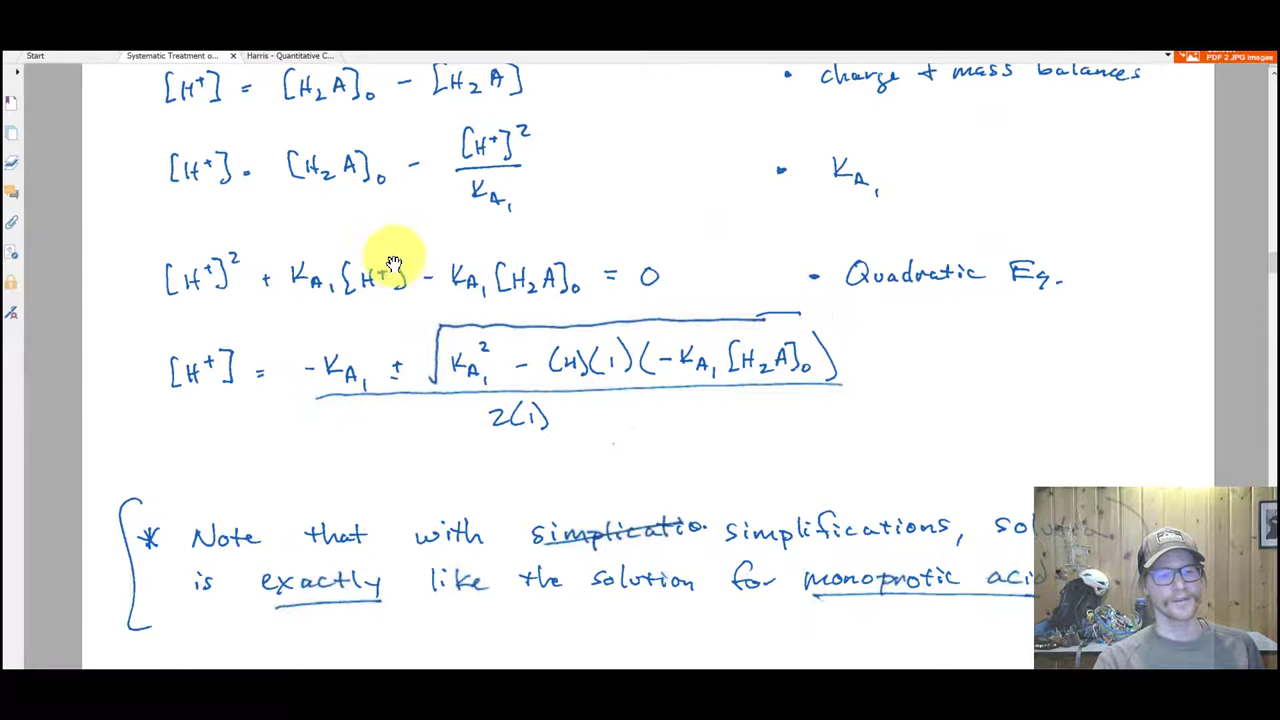 Start Systematic Treatment o... × Harris - Quantitative C...
PDF 2 JPG Images
[H⁺] = [H₂A]₀ - [H₂A]
• charge + mass balances
[H⁺] = [H₂A]₀ - [H⁺]² / K_A₁
• K_A₁
[H⁺]² + K_A₁[H⁺] - K_A₁[H₂A]₀ = 0
• Quadratic Eq.
[H⁺] = -K_A₁ ± √(K_A₁² - (4)(1)(-K_A₁[H₂A]₀)) / 2(1)
* Note that with simplicatio. simplifications,
is exactly like the solution for monoprotic